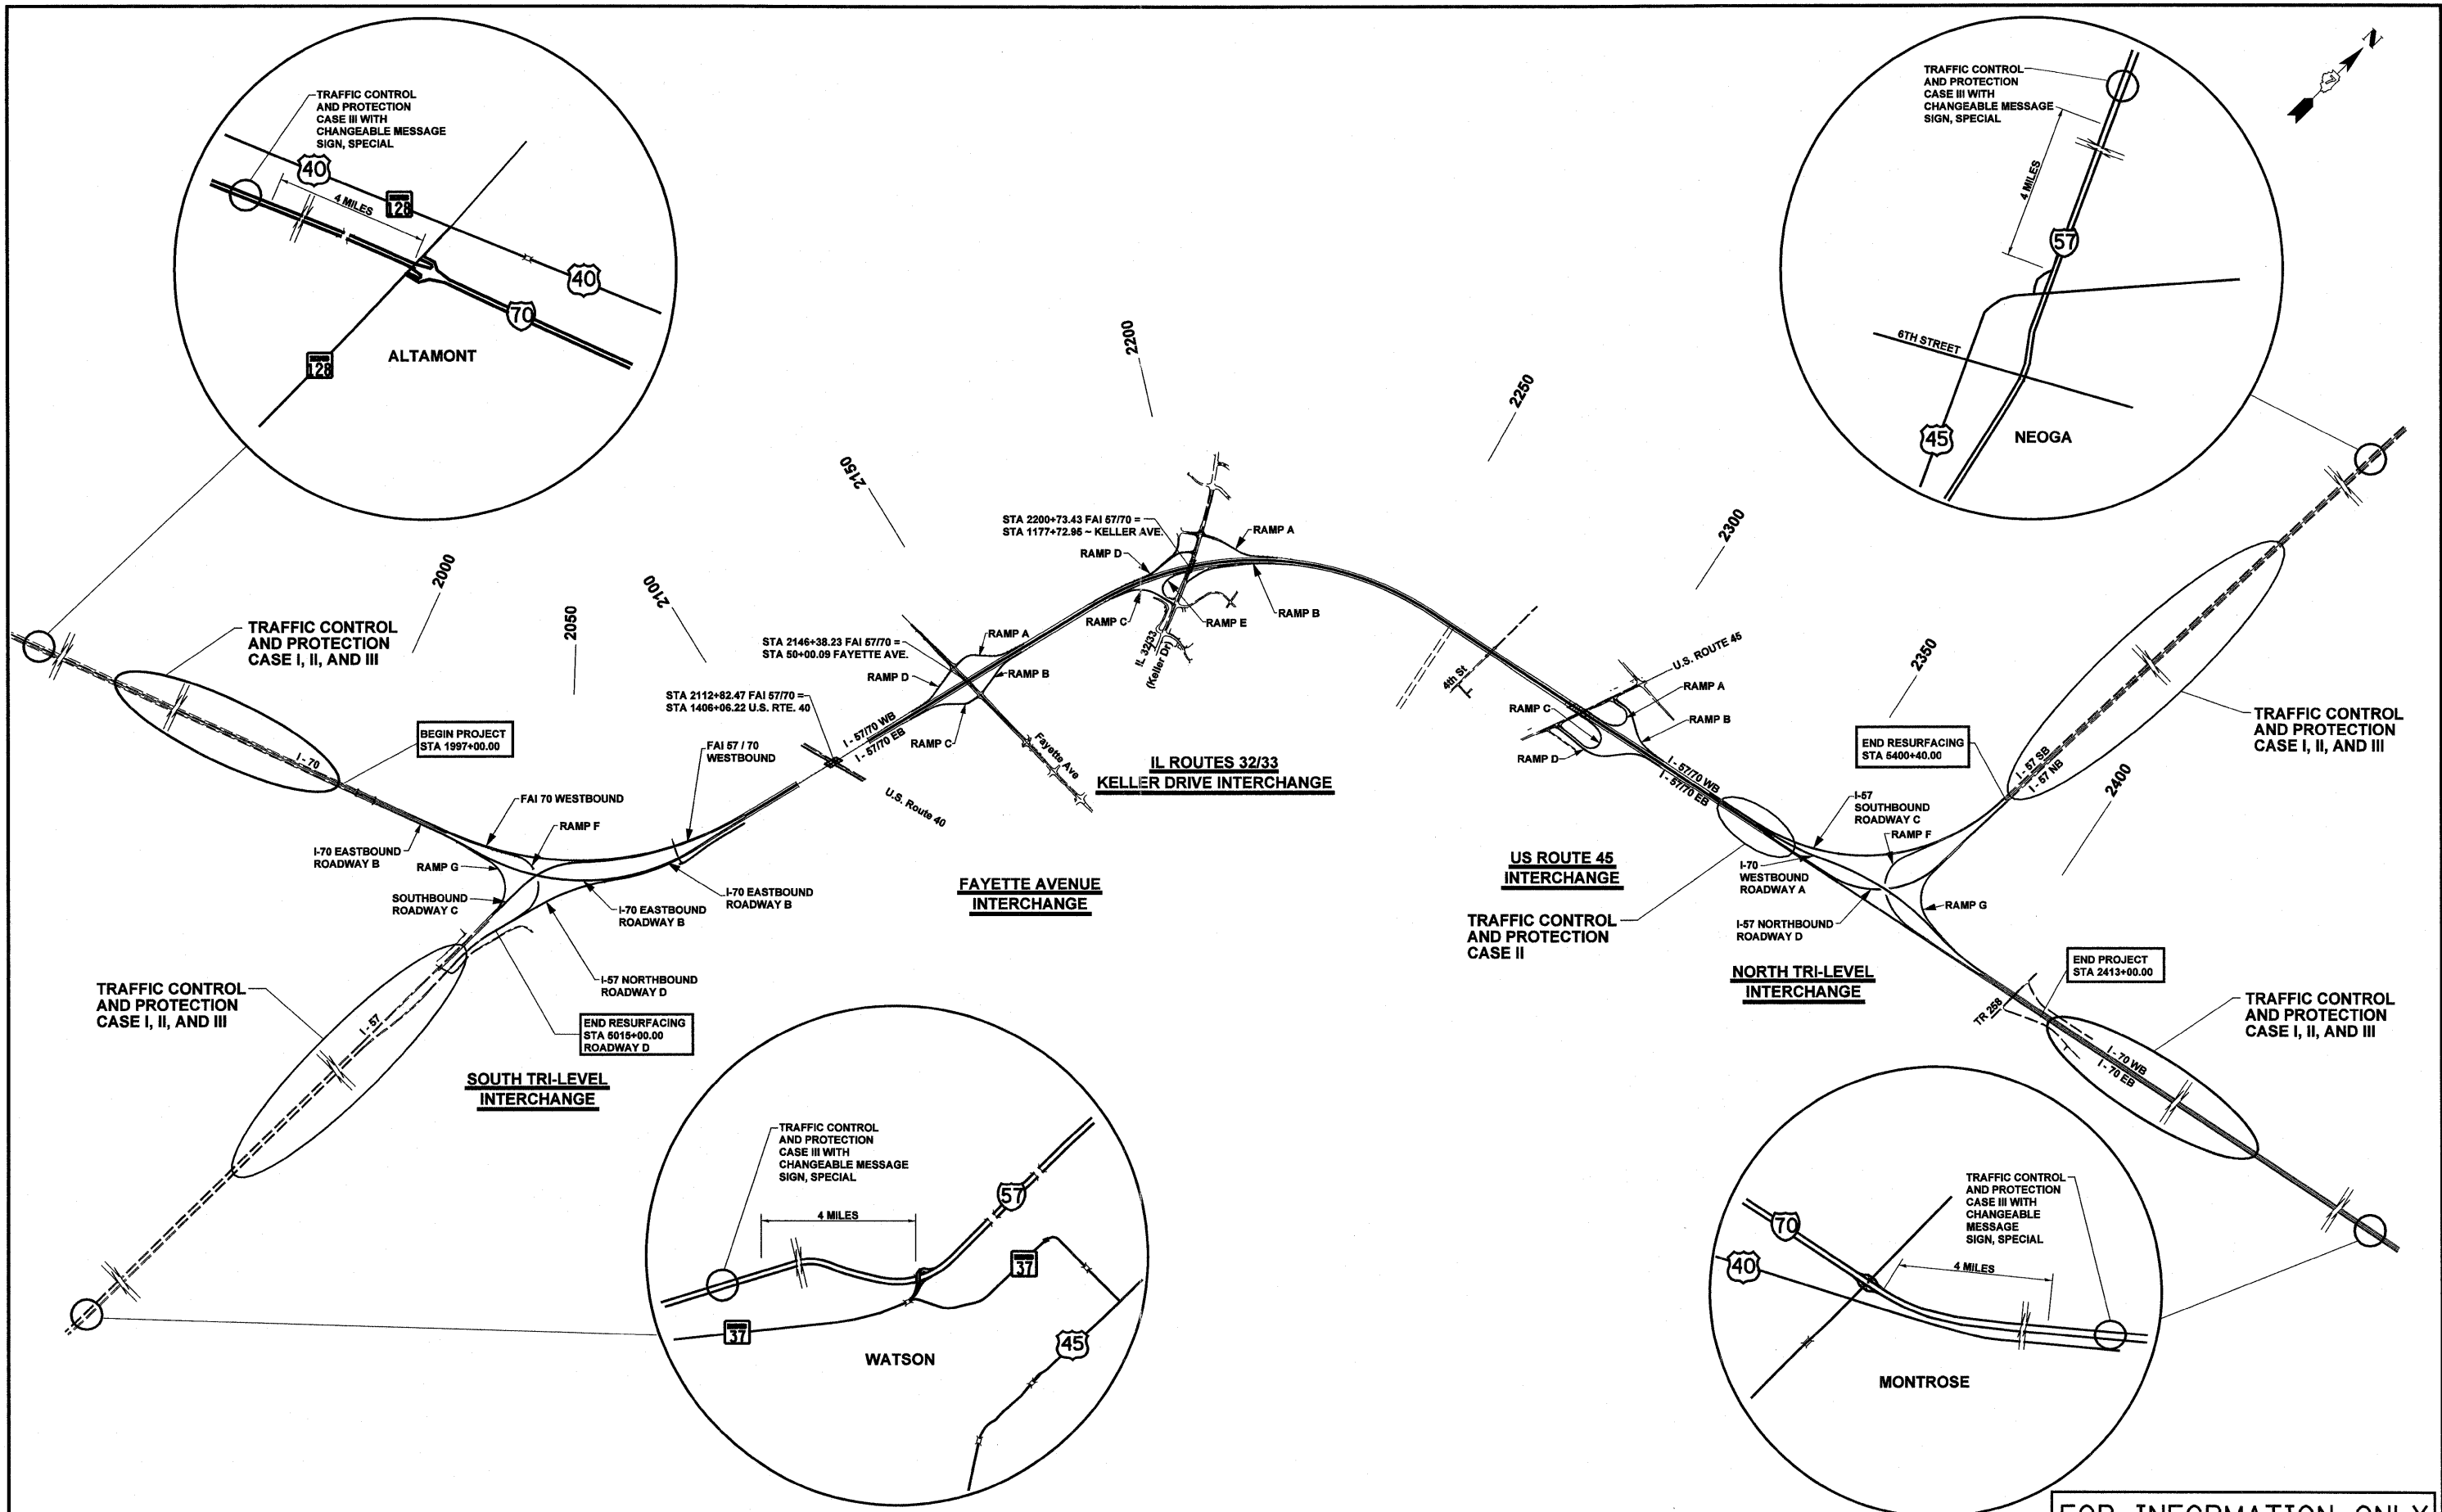 TRAFFIC CONTROL
AND PROTECTION
CASE III WITH
CHANGEABLE MESSAGE
SIGN, SPECIAL
40
4 MILES
128
40
70
128
ALTAMONT
TRAFFIC CONTROL
AND PROTECTION
CASE III WITH
CHANGEABLE MESSAGE
SIGN, SPECIAL
4 MILES
57
6TH STREET
45
NEOGA
N
7
2000
2050
2100
2150
2200
2250
2300
2350
2400
TRAFFIC CONTROL
AND PROTECTION
CASE I, II, AND III
BEGIN PROJECT
STA 1997+00.00
I - 70
FAI 70 WESTBOUND
RAMP F
I-70 EASTBOUND
ROADWAY B
RAMP G
SOUTHBOUND
ROADWAY C
FAI 57 / 70
WESTBOUND
I-70 EASTBOUND
ROADWAY B
I-70 EASTBOUND
ROADWAY B
I-57 NORTHBOUND
ROADWAY D
END RESURFACING
STA 5015+00.00
ROADWAY D
TRAFFIC CONTROL
AND PROTECTION
CASE I, II, AND III
I - 57
SOUTH TRI-LEVEL
INTERCHANGE
STA 2112+82.47 FAI 57/70 =
STA 1406+06.22 U.S. RTE. 40
U.S. Route 40
I - 57/70 WB
I - 57/70 EB
STA 2146+38.23 FAI 57/70 =
STA 50+00.09 FAYETTE AVE.
RAMP A
RAMP D
RAMP B
RAMP C
Fayette Ave
FAYETTE AVENUE
INTERCHANGE
STA 2200+73.43 FAI 57/70 =
STA 1177+72.95 ~ KELLER AVE.
RAMP A
RAMP D
RAMP B
RAMP C
RAMP E
IL 32/33
(Keller Dr)
IL ROUTES 32/33
KELLER DRIVE INTERCHANGE
4th St
U.S. ROUTE 45
RAMP A
RAMP C
RAMP B
RAMP D
I - 57/70 WB
I - 57/70 EB
US ROUTE 45
INTERCHANGE
TRAFFIC CONTROL
AND PROTECTION
CASE II
END RESURFACING
STA 5400+40.00
I-57
SOUTHBOUND
ROADWAY C
RAMP F
I-70
WESTBOUND
ROADWAY A
RAMP G
I-57 NORTHBOUND
ROADWAY D
NORTH TRI-LEVEL
INTERCHANGE
I - 57 SB
I - 57 NB
TRAFFIC CONTROL
AND PROTECTION
CASE I, II, AND III
END PROJECT
STA 2413+00.00
TR 258
I - 70 WB
I - 70 EB
TRAFFIC CONTROL
AND PROTECTION
CASE I, II, AND III
TRAFFIC CONTROL
AND PROTECTION
CASE III WITH
CHANGEABLE MESSAGE
SIGN, SPECIAL
4 MILES
57
37
37
45
WATSON
TRAFFIC CONTROL
AND PROTECTION
CASE III WITH
CHANGEABLE
MESSAGE
SIGN, SPECIAL
70
40
4 MILES
MONTROSE
FOR INFORMATION ONLY